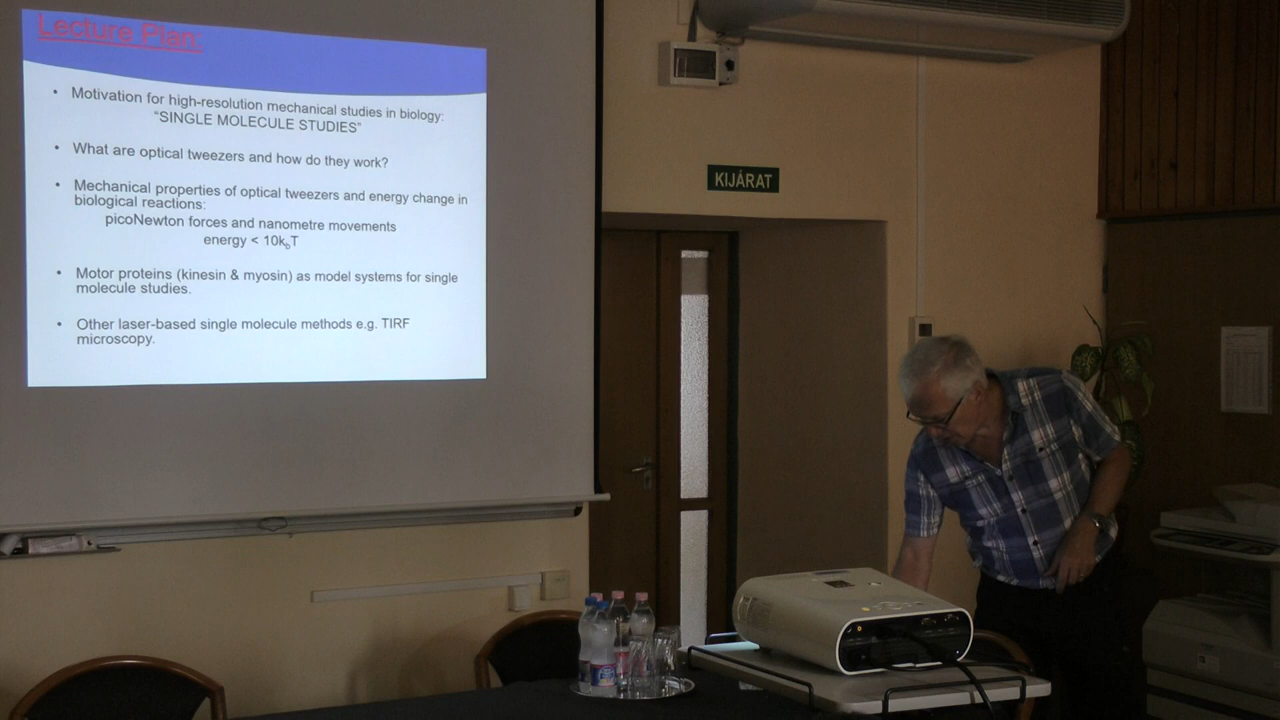 Lecture Plan:
• Motivation for high-resolution mechanical studies in biology:
“SINGLE MOLECULE STUDIES”
• What are optical tweezers and how do they work?
• Mechanical properties of optical tweezers and energy change in
biological reactions:
picoNewton forces and nanometre movements
energy < 10kbT
• Motor proteins (kinesin & myosin) as model systems for single
molecule studies.
• Other laser-based single molecule methods e.g. TIRF
microscopy.
KIJÁRAT